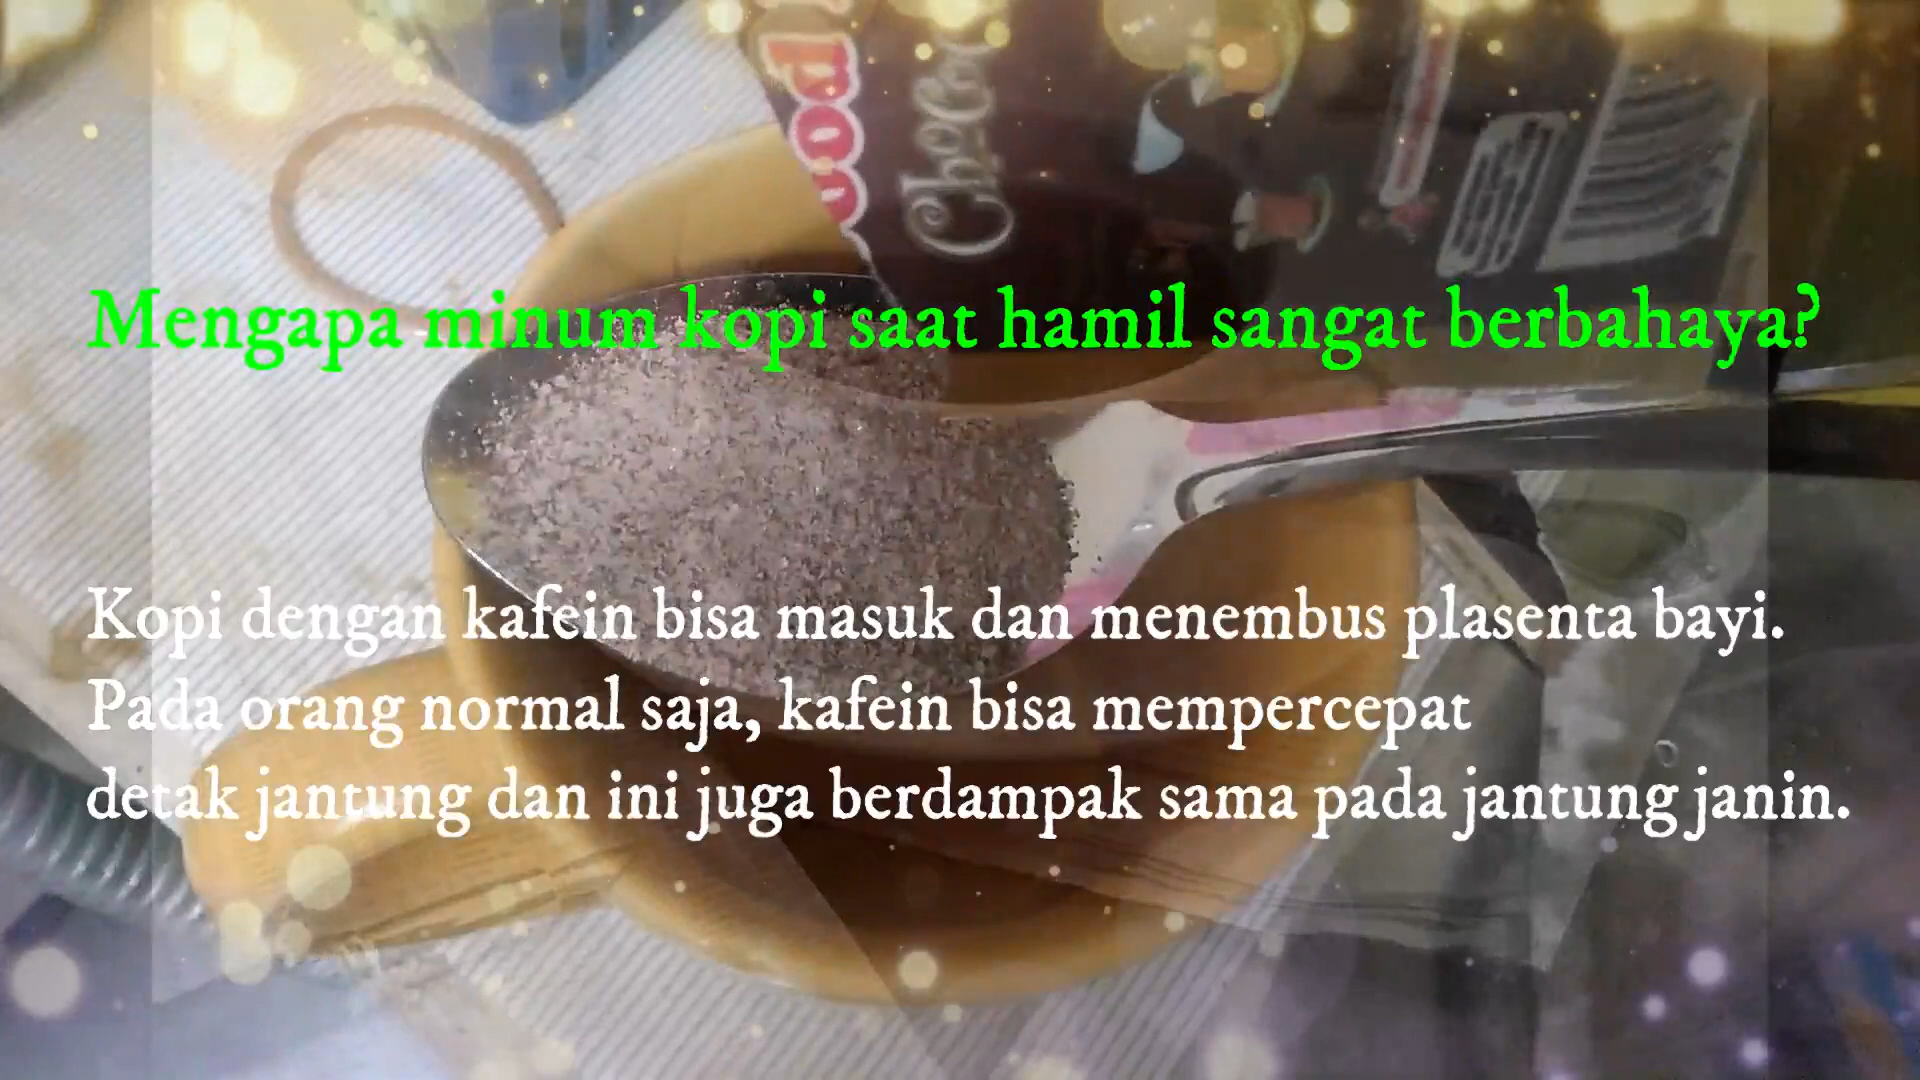 Mengapa minum kopi saat hamil sangat berbahaya?
Kopi dengan kafein bisa masuk dan menembus plasenta bayi.
Pada orang normal saja, kafein bisa mempercepat
detak jantung dan ini juga berdampak sama pada jantung janin.